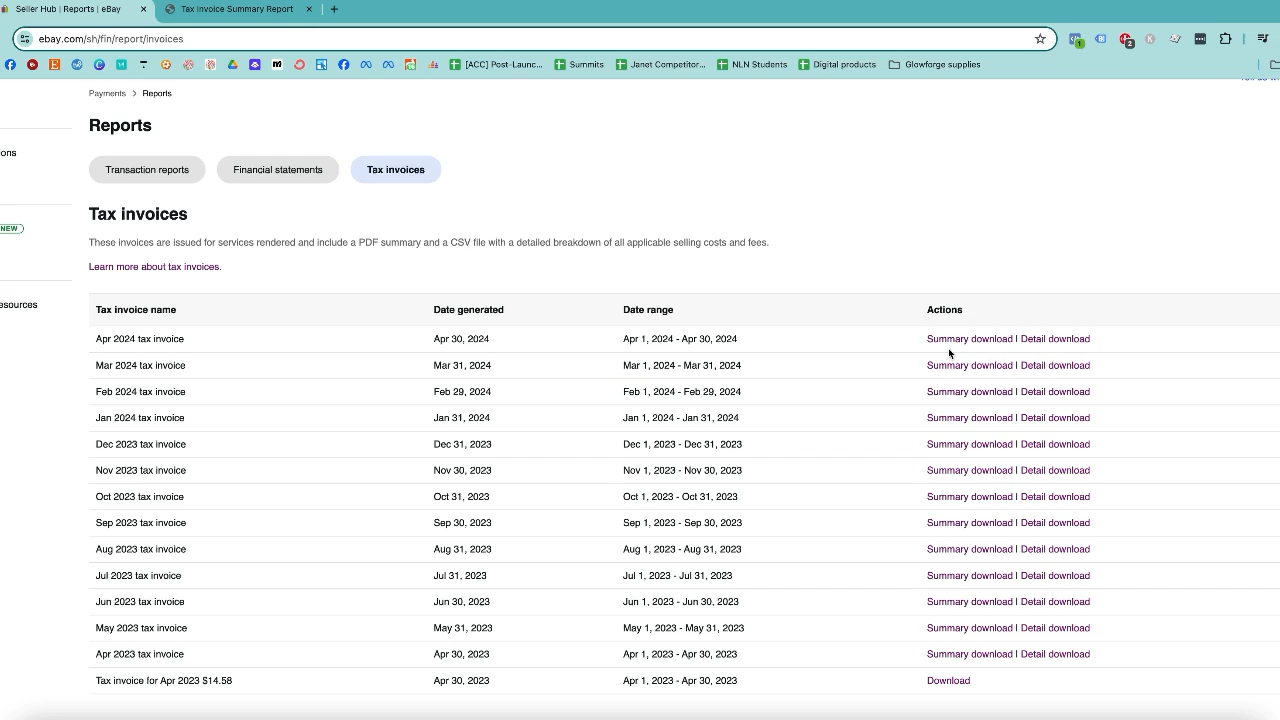 Seller Hub | Reports | eBay
Tax Invoice Summary Report
ebay.com/sh/fin/report/invoices
[ACC] Post-Launc...
Summits
Janet Competitor...
NLN Students
Digital products
Glowforge supplies
Payments > Reports
Reports
ons
NEW
esources
Transaction reports
Financial statements
Tax invoices
Tax invoices
These invoices are issued for services rendered and include a PDF summary and a CSV file with a detailed breakdown of all applicable selling costs and fees.
Learn more about tax invoices.
Tax invoice name Date generated Date range Actions
Apr 2024 tax invoice Apr 30, 2024 Apr 1, 2024 - Apr 30, 2024 Summary download | Detail download
Mar 2024 tax invoice Mar 31, 2024 Mar 1, 2024 - Mar 31, 2024 Summary download | Detail download
Feb 2024 tax invoice Feb 29, 2024 Feb 1, 2024 - Feb 29, 2024 Summary download | Detail download
Jan 2024 tax invoice Jan 31, 2024 Jan 1, 2024 - Jan 31, 2024 Summary download | Detail download
Dec 2023 tax invoice Dec 31, 2023 Dec 1, 2023 - Dec 31, 2023 Summary download | Detail download
Nov 2023 tax invoice Nov 30, 2023 Nov 1, 2023 - Nov 30, 2023 Summary download | Detail download
Oct 2023 tax invoice Oct 31, 2023 Oct 1, 2023 - Oct 31, 2023 Summary download | Detail download
Sep 2023 tax invoice Sep 30, 2023 Sep 1, 2023 - Sep 30, 2023 Summary download | Detail download
Aug 2023 tax invoice Aug 31, 2023 Aug 1, 2023 - Aug 31, 2023 Summary download | Detail download
Jul 2023 tax invoice Jul 31, 2023 Jul 1, 2023 - Jul 31, 2023 Summary download | Detail download
Jun 2023 tax invoice Jun 30, 2023 Jun 1, 2023 - Jun 30, 2023 Summary download | Detail download
May 2023 tax invoice May 31, 2023 May 1, 2023 - May 31, 2023 Summary download | Detail download
Apr 2023 tax invoice Apr 30, 2023 Apr 1, 2023 - Apr 30, 2023 Summary download | Detail download
Tax invoice for Apr 2023 $14.58 Apr 30, 2023 Apr 1, 2023 - Apr 30, 2023 Download